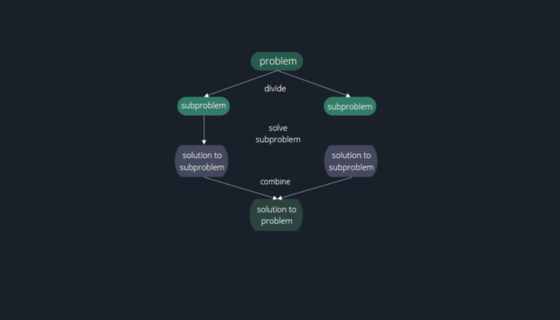 problem
divide
subproblem
subproblem
solve
subproblem
solution to
subproblem
solution to
subproblem
combine
solution to
problem